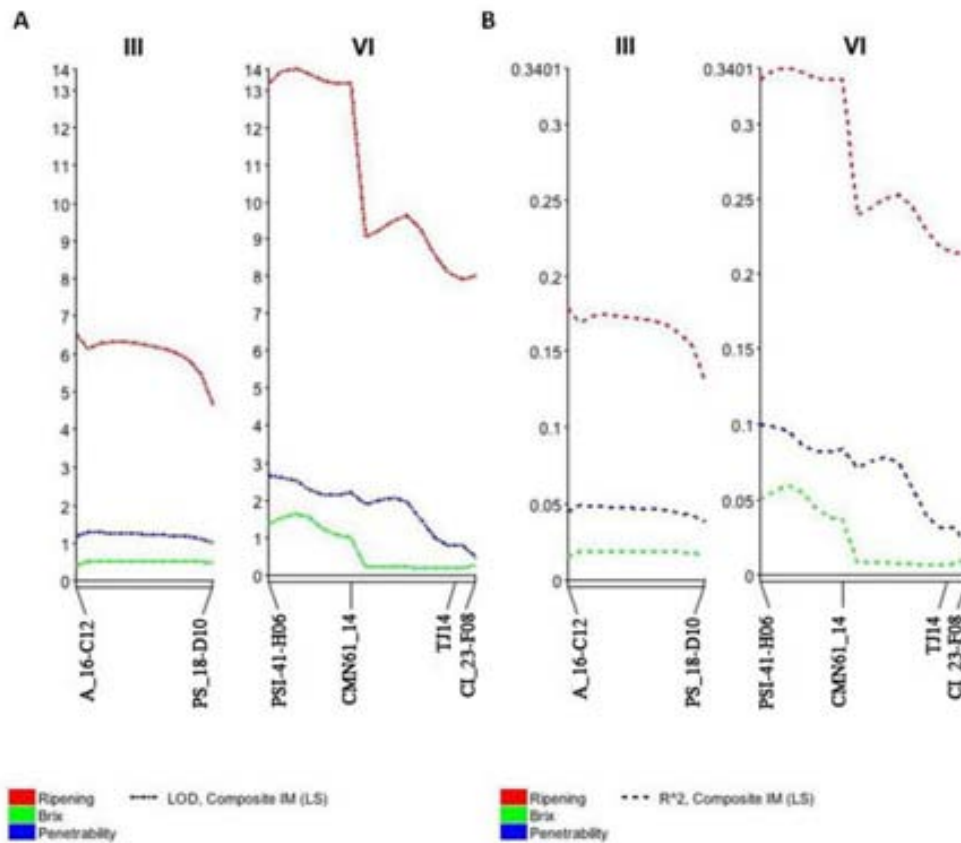 A
III
VI
14
13
12
11
10
9
8
7
6
5
4
3
2
1
0
14
13
12
11
10
9
8
7
6
5
4
3
2
1
0
A_16-C12
PS_18-D10
PSI-41-H06
CMN61_14
TJ14
CI_23-F08
B
III
VI
0.3401
0.3
0.25
0.2
0.15
0.1
0.05
0
0.3401
0.3
0.25
0.2
0.15
0.1
0.05
0
A_16-C12
PS_18-D10
PSI-41-H06
CMN61_14
TJ14
CI_23-F08
Ripening
Brix
Penetrability
LOD, Composite IM (LS)
Ripening
Brix
Penetrability
R^2, Composite IM (LS)